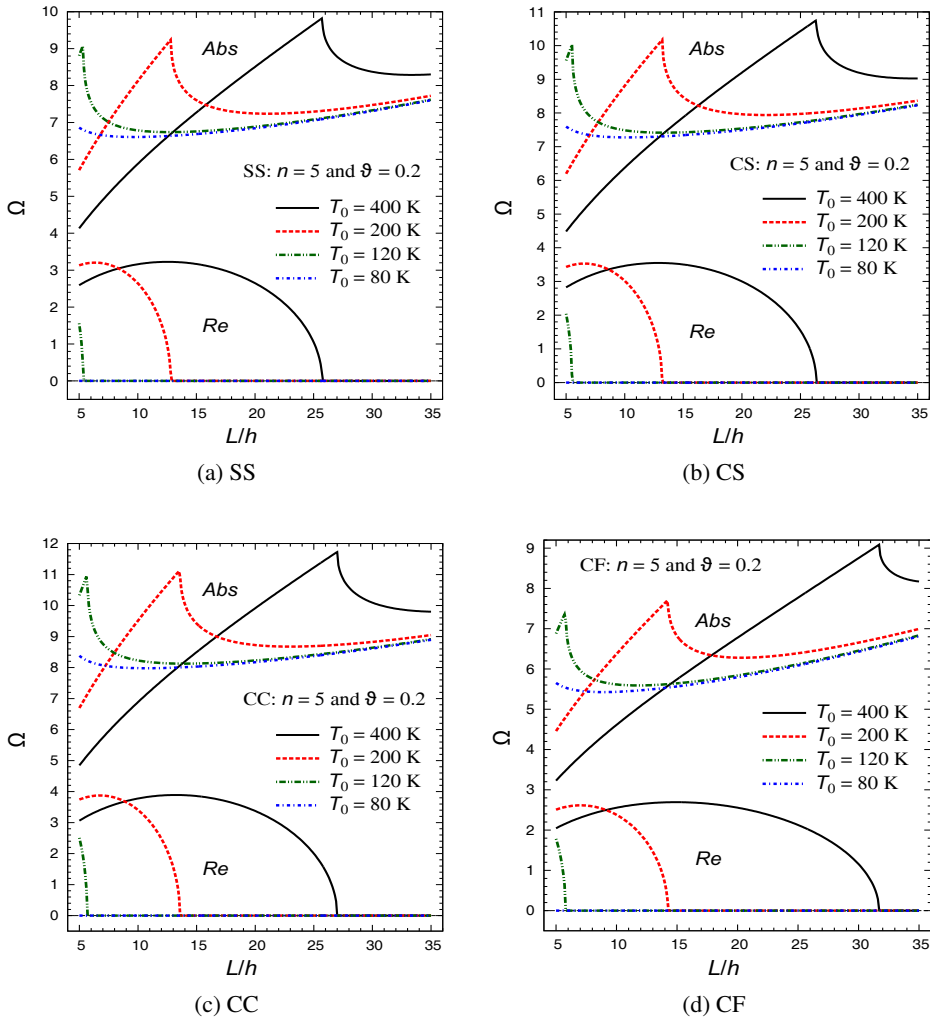 10
9
8
7
6
5
4
3
2
1
0
Ω
Abs
SS: n = 5 and ϑ = 0.2
T0 = 400 K
T0 = 200 K
T0 = 120 K
T0 = 80 K
Re
5 10 15 20 25 30 35
L/h
(a) SS
11
10
9
8
7
6
5
4
3
2
1
0
Ω
Abs
CS: n = 5 and ϑ = 0.2
T0 = 400 K
T0 = 200 K
T0 = 120 K
T0 = 80 K
Re
5 10 15 20 25 30 35
L/h
(b) CS
12
11
10
9
8
7
6
5
4
3
2
1
0
Ω
Abs
CC: n = 5 and ϑ = 0.2
T0 = 400 K
T0 = 200 K
T0 = 120 K
T0 = 80 K
Re
5 10 15 20 25 30 35
L/h
(c) CC
9
8
7
6
5
4
3
2
1
0
Ω
CF: n = 5 and ϑ = 0.2
Abs
T0 = 400 K
T0 = 200 K
T0 = 120 K
T0 = 80 K
Re
5 10 15 20 25 30 35
L/h
(d) CF